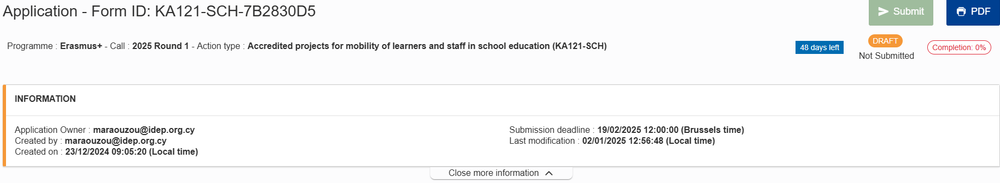 Application - Form ID: KA121-SCH-7B2830D5
Submit
PDF
Programme : Erasmus+ - Call : 2025 Round 1 - Action type : Accredited projects for mobility of learners and staff in school education (KA121-SCH)
48 days left
DRAFT
Not Submitted
Completion: 0%
INFORMATION
Application Owner : maraouzou@idep.org.cy
Created by : maraouzou@idep.org.cy
Created on : 23/12/2024 09:05:20 (Local time)
Submission deadline : 19/02/2025 12:00:00 (Brussels time)
Last modification : 02/01/2025 12:56:48 (Local time)
Close more information